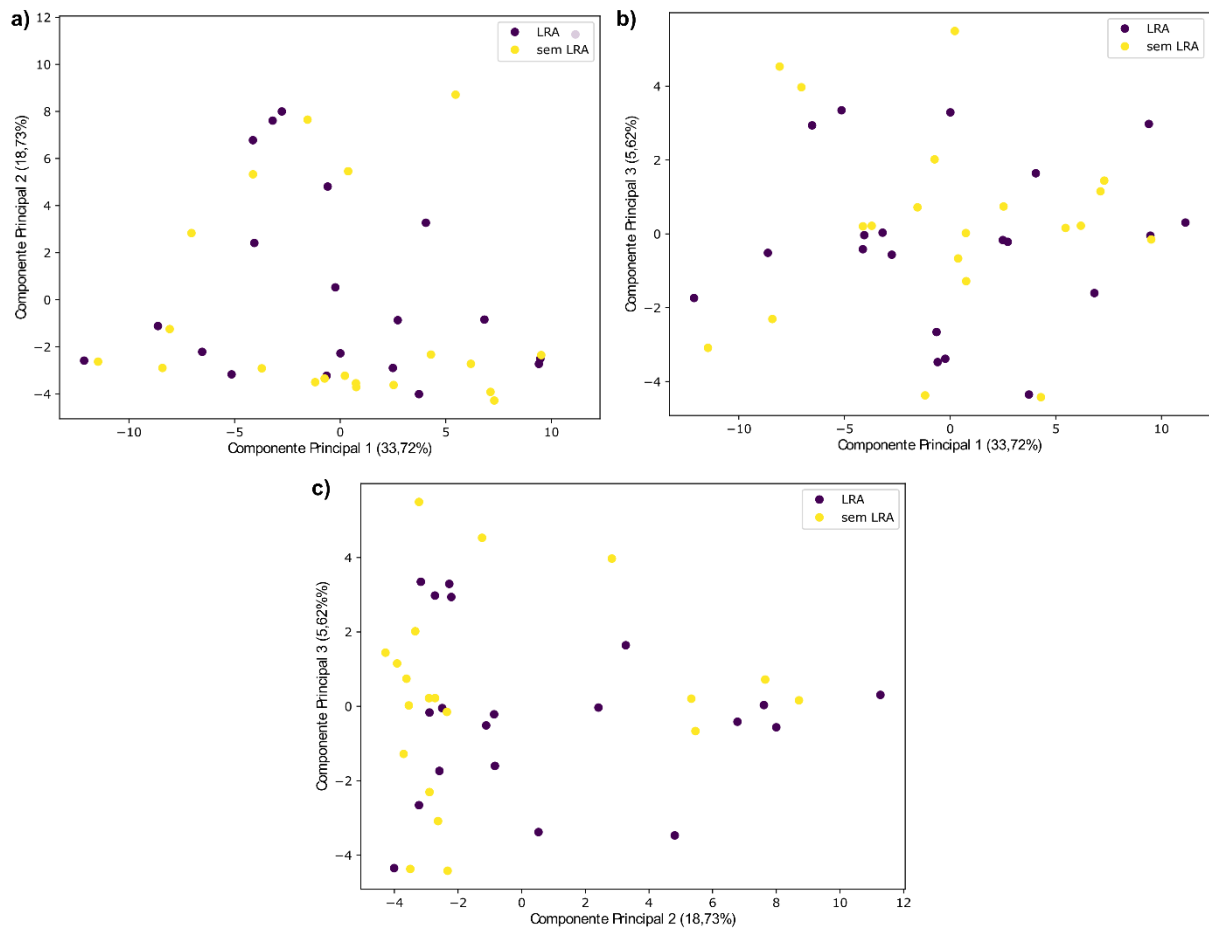 a)
12
10
8
6
4
2
0
−2
−4
−10
−5
0
5
10
Componente Principal 2 (18,73%)
Componente Principal 1 (33,72%)
LRA
sem LRA
b)
4
2
0
−2
−4
−10
−5
0
5
10
Componente Principal 3 (5,62%)
Componente Principal 1 (33,72%)
LRA
sem LRA
c)
4
2
0
−2
−4
−4
−2
0
2
4
6
8
10
12
Componente Principal 3 (5,62%%)
Componente Principal 2 (18,73%)
LRA
sem LRA